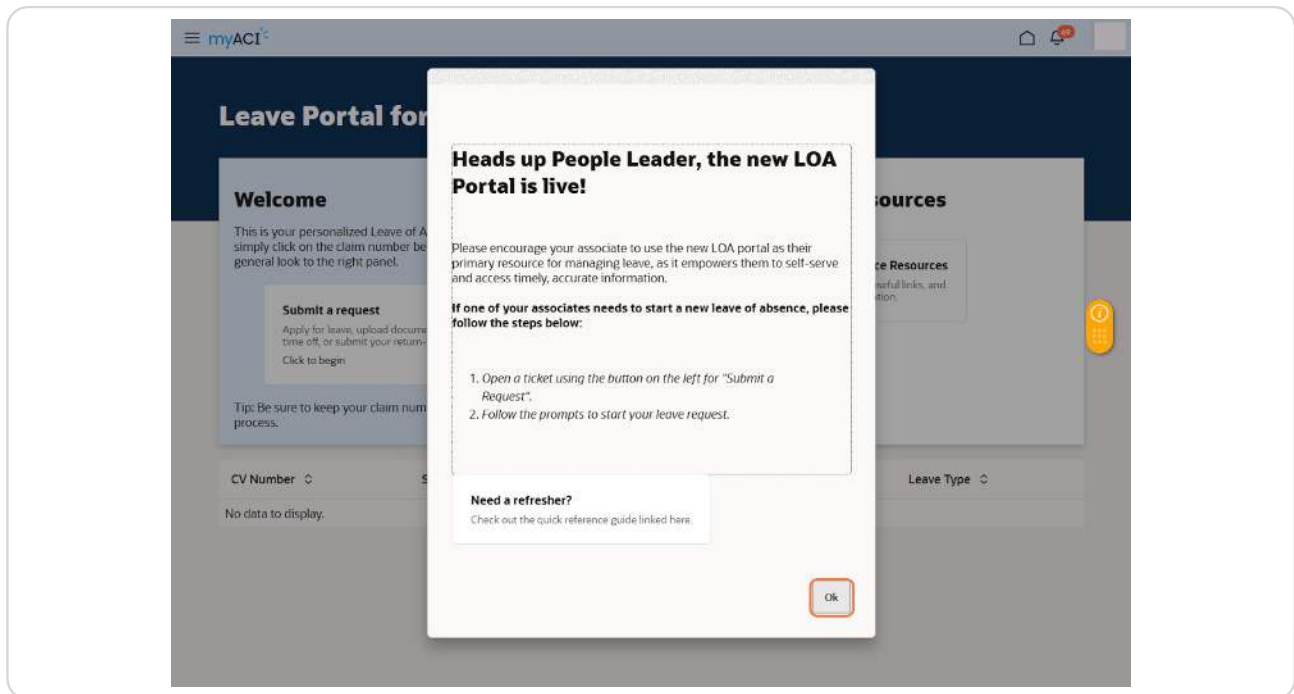 myACI
Leave Portal for
Heads up People Leader, the new LOA
Portal is live!
Welcome
This is your personalized Leave of A
simply click on the claim number be
general look to the right panel.
Submit a request
Apply for leave, upload docume
time off, or submit your return-
Click to begin
Tip: Be sure to keep your claim num
process.
Please encourage your associate to use the new LOA portal as their
primary resource for managing leave, as it empowers them to self-serve
and access timely, accurate information.
If one of your associates needs to start a new leave of absence, please
follow the steps below:
1. Open a ticket using the button on the left for "Submit a
Request".
2. Follow the prompts to start your leave request.
Need a refresher?
Check out the quick reference guide linked here.
Ok
sources
ce Resources
seful links, and
tion.
CV Number
S
Leave Type
No data to display.